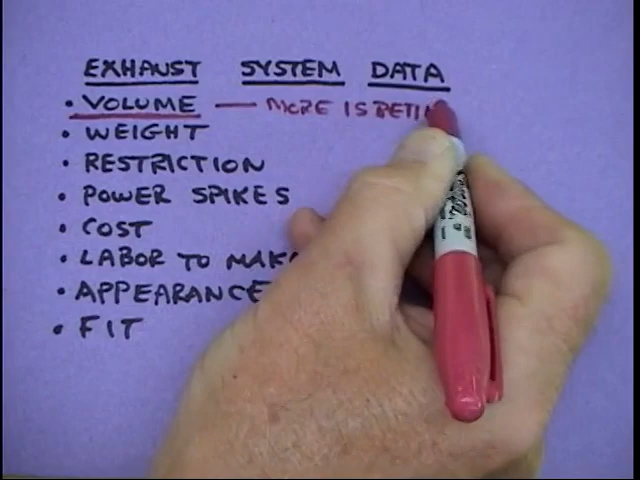 EXHAUST SYSTEM DATA
• VOLUME — MORE IS
• WEIGHT
• RESTRICTION
• POWER SPIKES
• COST
• LABOR TO
• APPEARANCE
• FIT